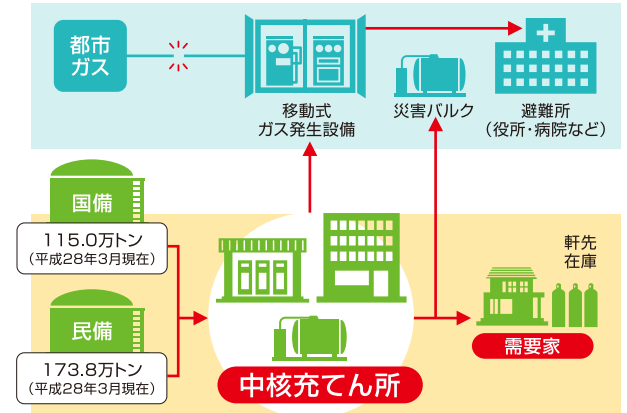 都市
ガス
移動式
ガス発生設備
災害バルク
避難所
（役所・病院など）
国備
115.0万トン
（平成28年3月現在）
民備
173.8万トン
（平成28年3月現在）
中核充てん所
軒先
在庫
需要家